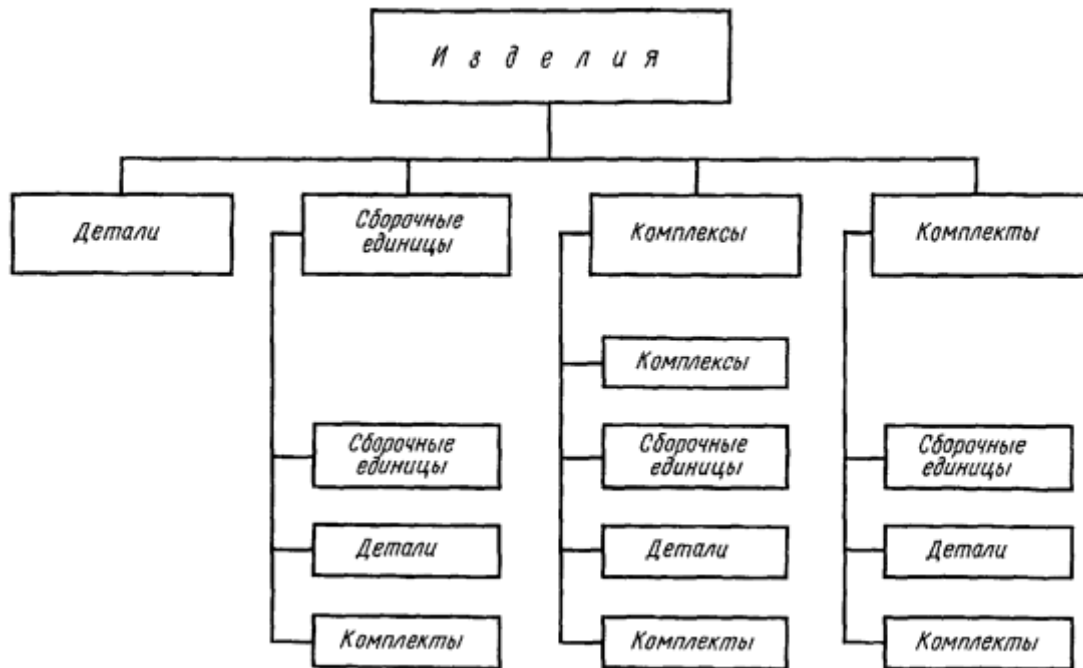 Изделия
Детали
Сборочные
единицы
Комплексы
Комплекты
Комплексы
Сборочные
единицы
Сборочные
единицы
Сборочные
единицы
Детали
Детали
Детали
Комплекты
Комплекты
Комплекты